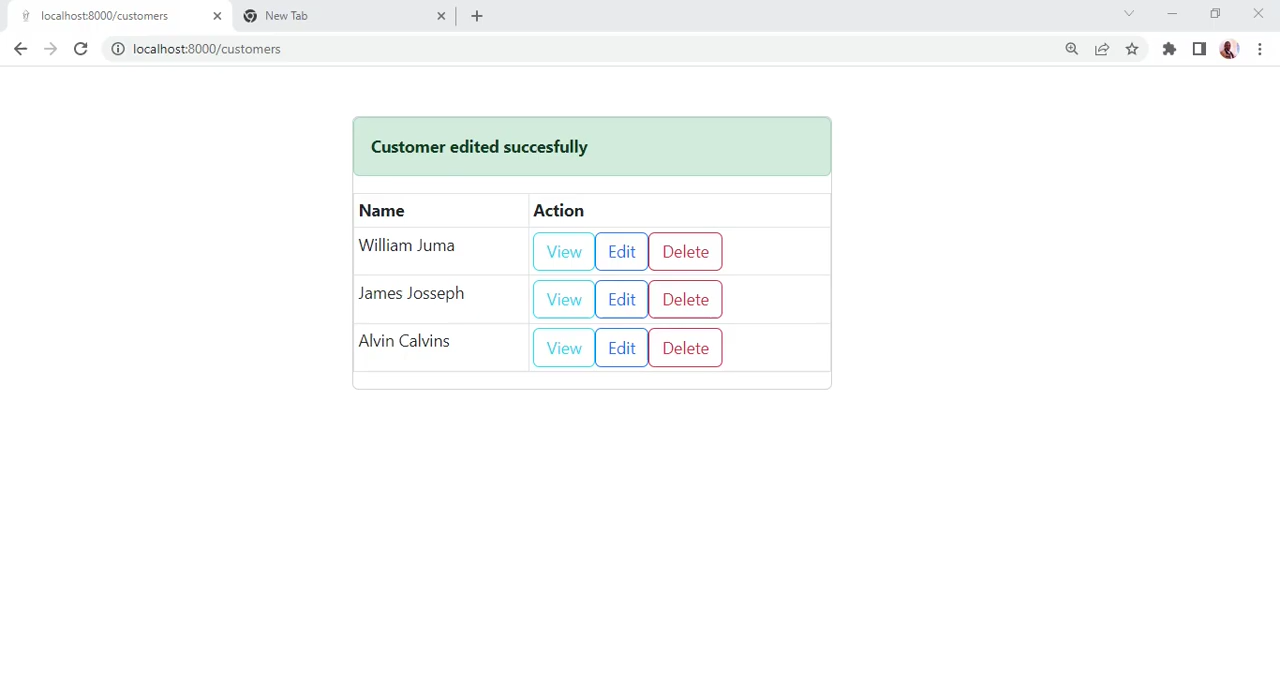 localhost:8000/customers
New Tab
localhost:8000/customers
Customer edited succesfully
Name Action
William Juma View Edit Delete
James Josseph View Edit Delete
Alvin Calvins View Edit Delete